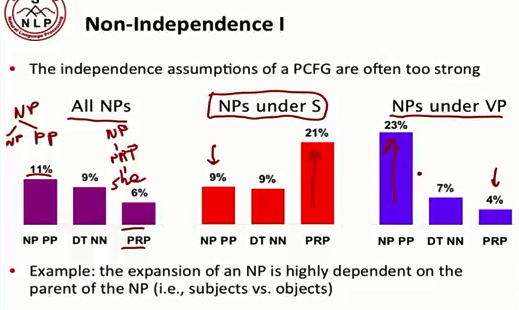 S
NLP
Non-Independence I
• The independence assumptions of a PCFG are often too strong
All NPs
NPs under S
NPs under VP
NP
NP PP
NP
PRP
she
11%
9%
6%
9%
9%
21%
23%
7%
4%
NP PP DT NN PRP
NP PP DT NN PRP
NP PP DT NN PRP
• Example: the expansion of an NP is highly dependent on the
parent of the NP (i.e., subjects vs. objects)